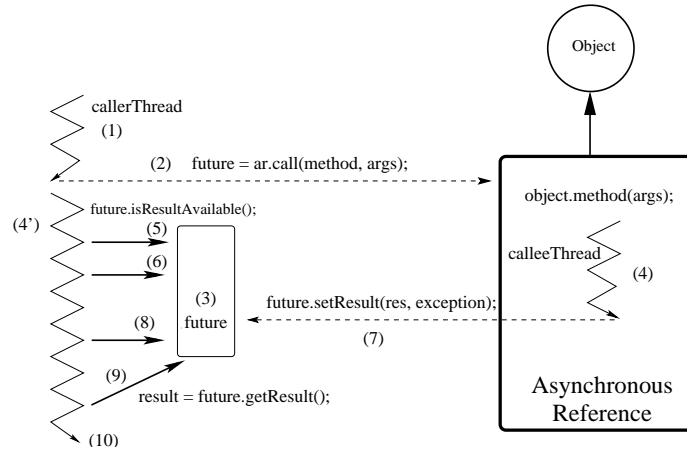 Object
callerThread
(1)
(2) future = ar.call(method, args);
object.method(args);
future.isResultAvailable();
(4')
(5)
calleeThread
(6)
(4)
(3)
future.setResult(res, exception);
(8)
future
(7)
(9)
result = future.getResult();
Asynchronous
Reference
(10)